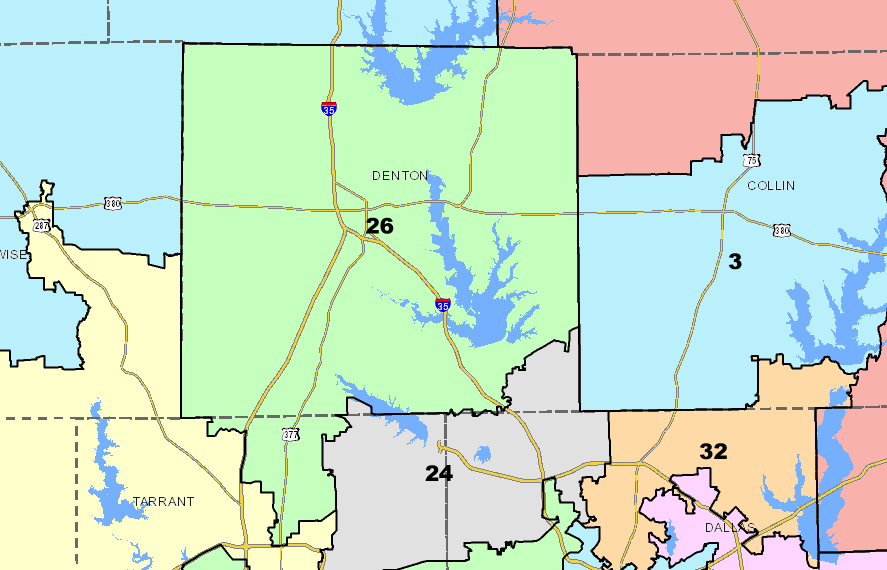 35
75
DENTON
COLLIN
380
287
26
380
WISE
3
35
377
32
24
TARRANT
DALLAS